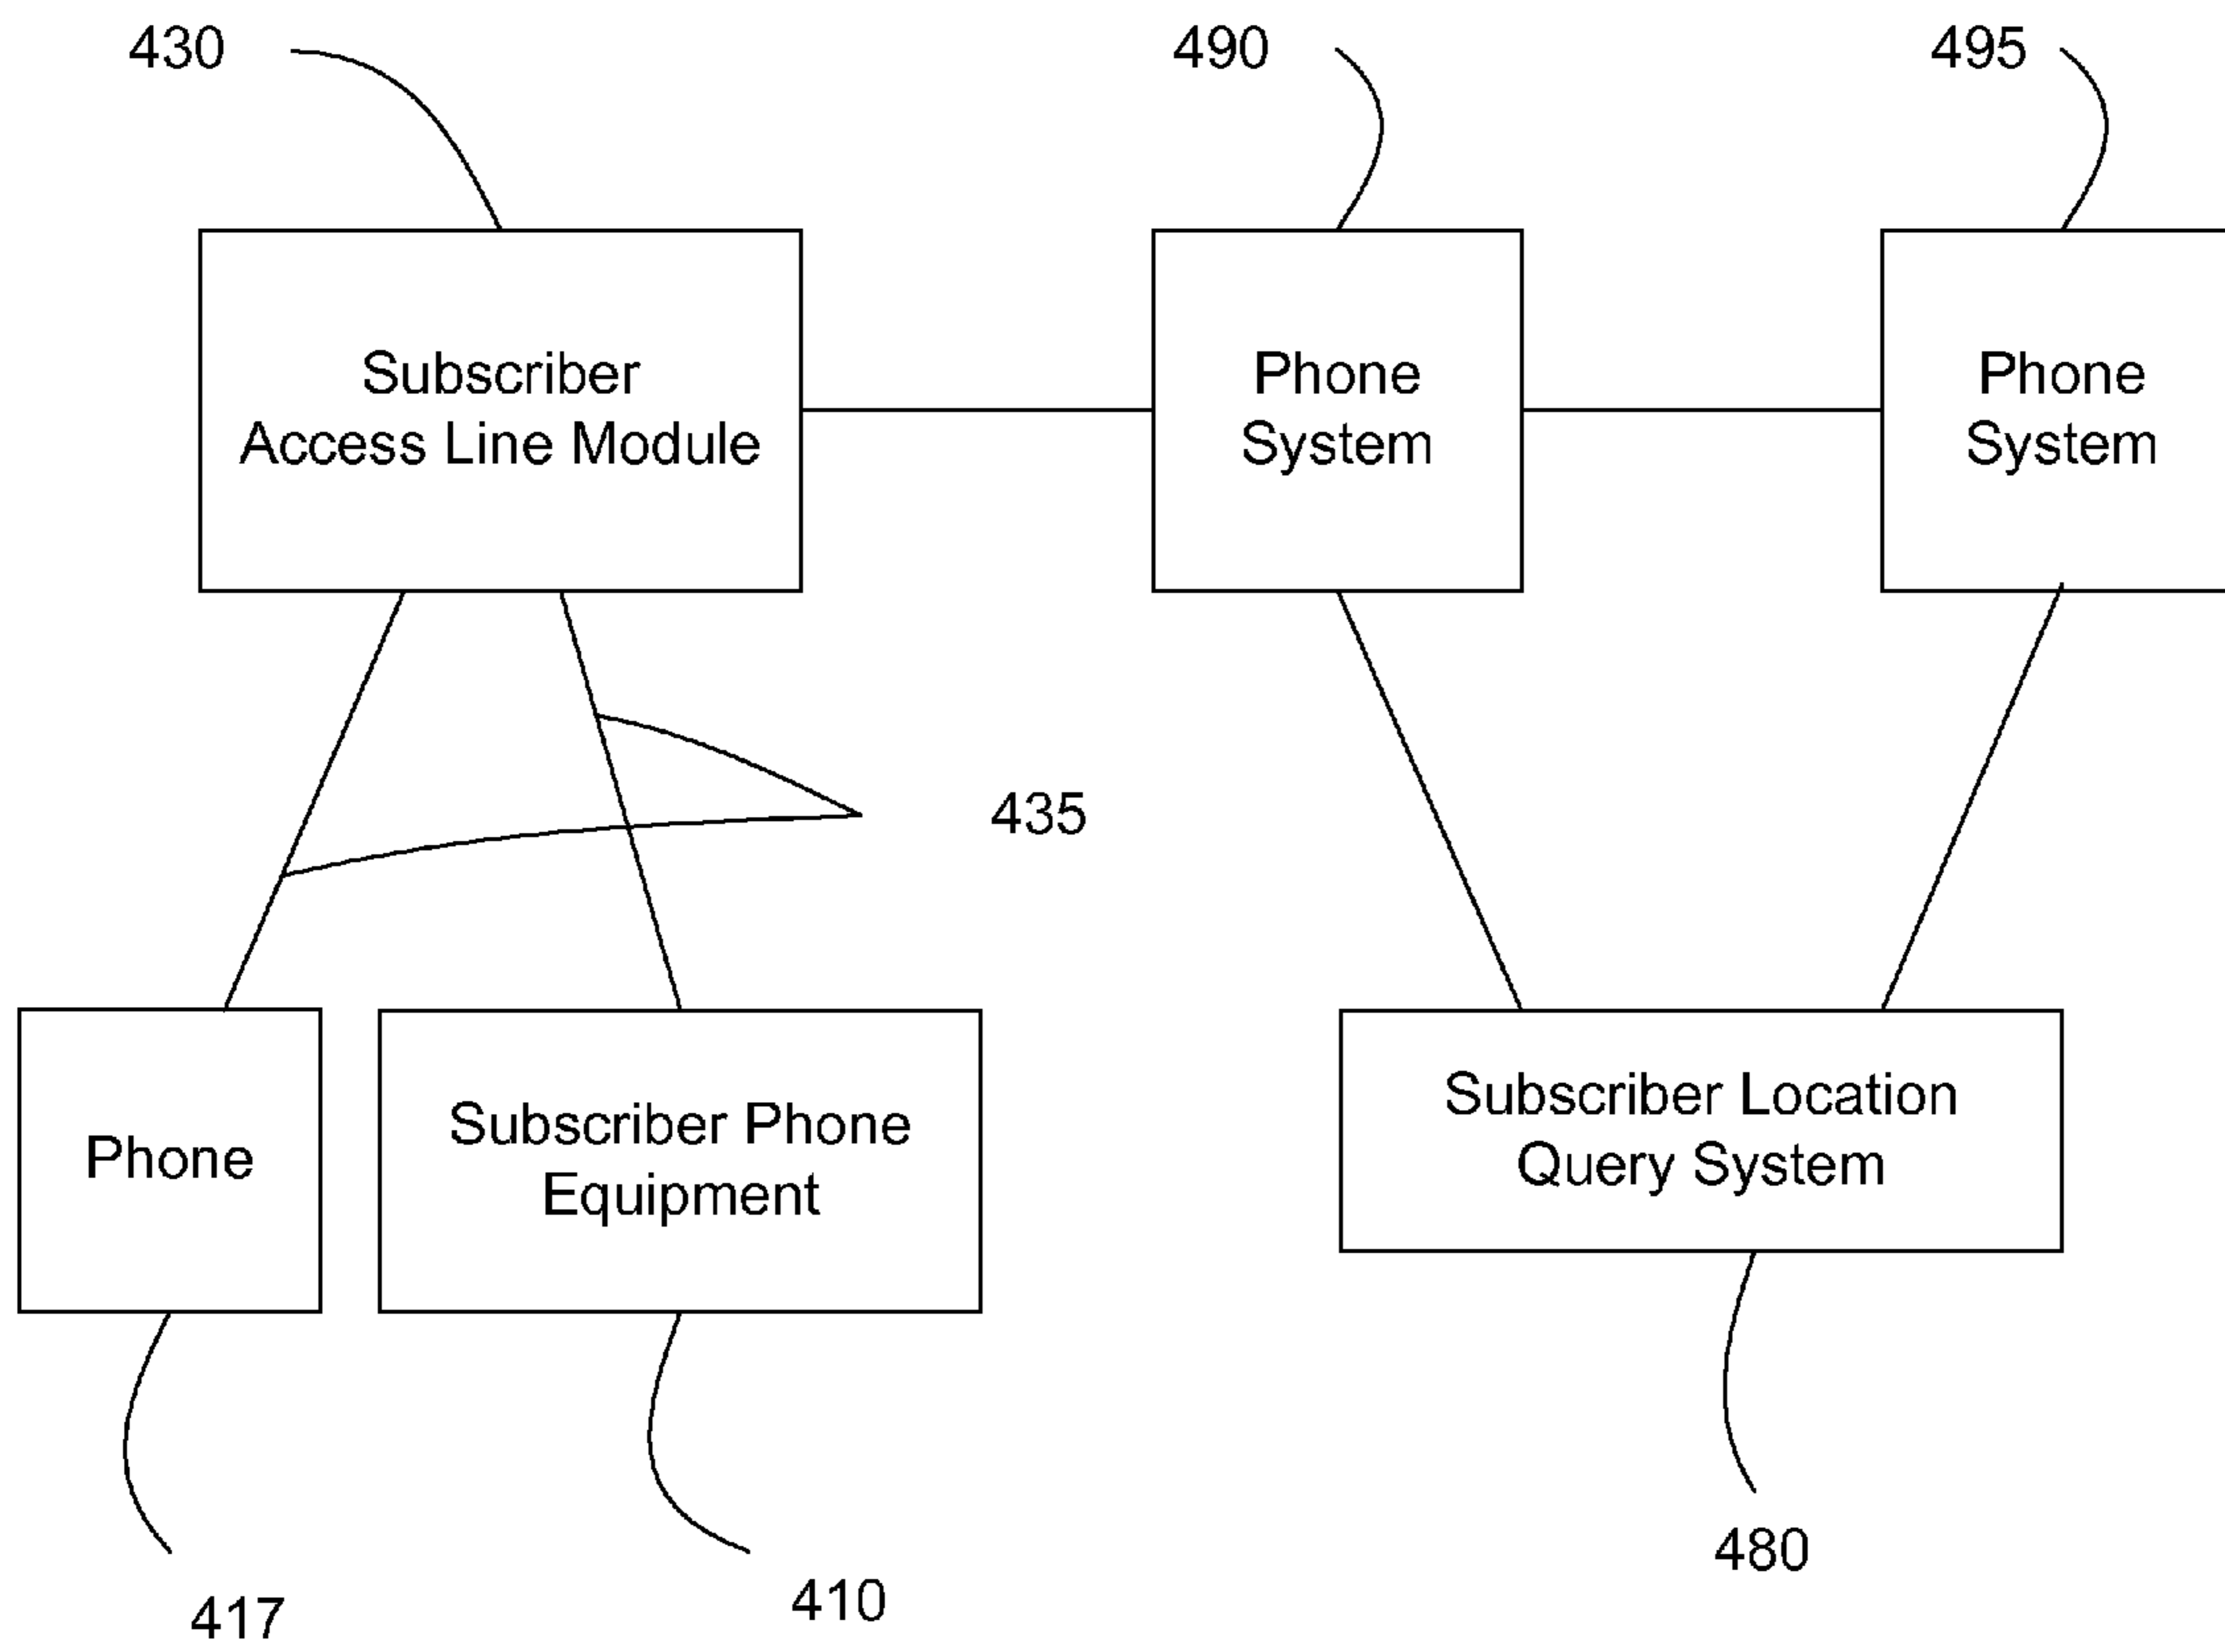 430
490
495
Subscriber
Access Line Module
Phone
System
Phone
System
435
Phone
Subscriber Phone
Equipment
Subscriber Location
Query System
417
410
480